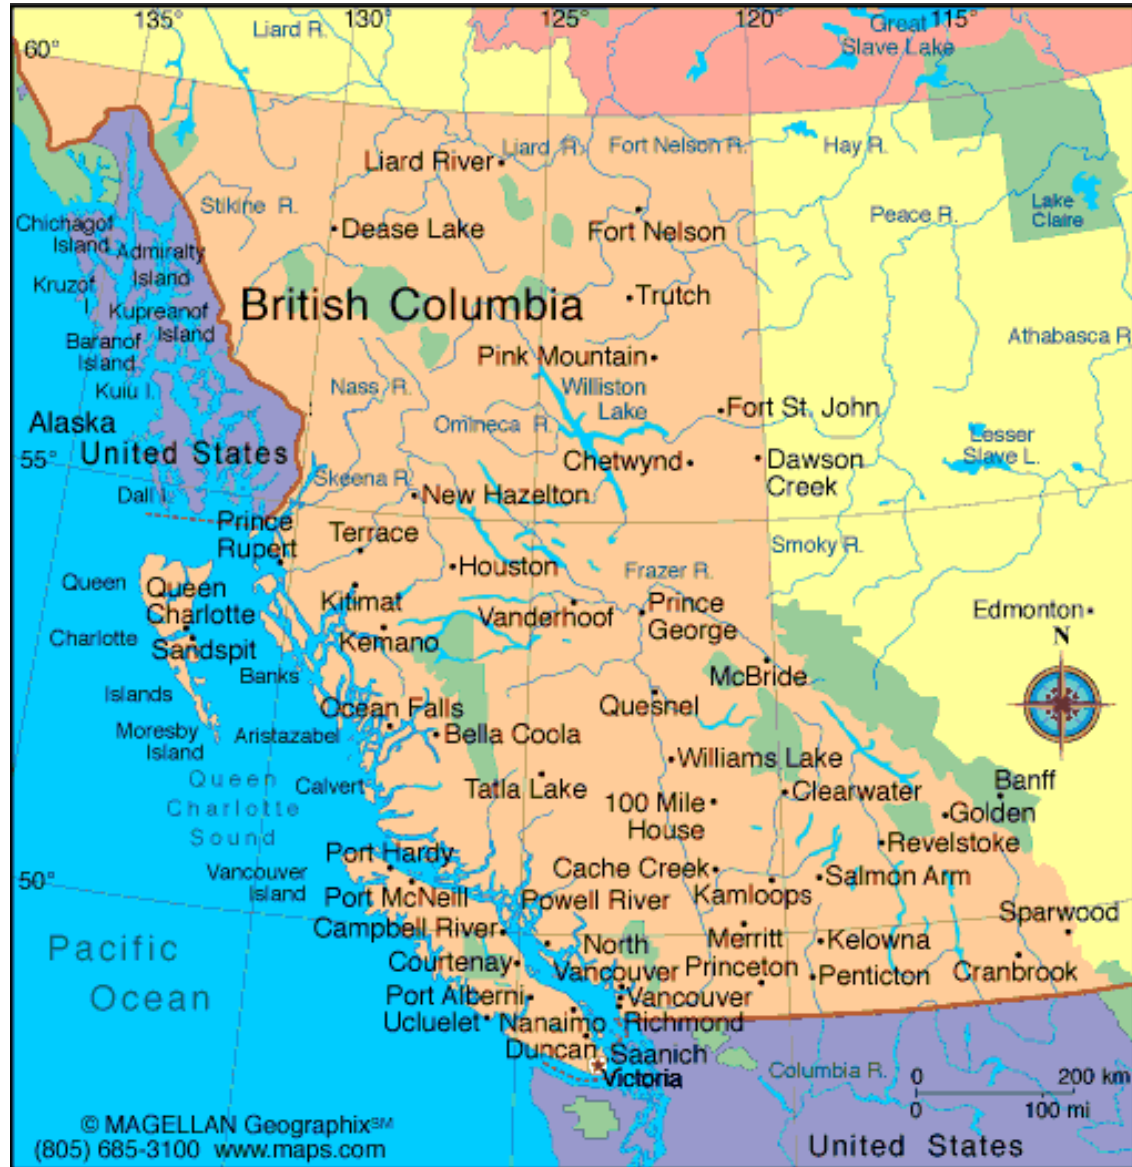 135°
130°
125°
120°
115°
60°
Liard R.
Great
Slave Lake
Liard River
Liard R.
Fort Nelson R.
Hay R.
Stikine R.
Peace R.
Lake
Claire
Chichagof
Island
Dease Lake
Fort Nelson
Admiralty
Island
Kruzof
I.
British Columbia
Trutch
Kupreanof
Island
Baranof
Island
Athabasca R
Pink Mountain
Kuiu I.
Nass R.
Williston
Lake
Alaska
United States
Omineca R.
Fort St. John
Lesser
Slave L.
55°
Chetwynd
Dawson
Creek
Dall I.
Skeena R.
New Hazelton
Prince
Rupert
Terrace
Smoky R.
Houston
Frazer R.
Queen
Charlotte
Islands
Queen
Charlotte
Sandspit
Kitimat
Kemano
Vanderhoof
Prince
George
Edmonton
N
McBride
Banks
Quesnel
Moresby
Island
Aristazabel
Ocean Falls
Bella Coola
Williams Lake
Queen
Charlotte
Sound
Calvert
Tatla Lake
100 Mile
House
Clearwater
Banff
Golden
Revelstoke
Port Hardy
Vancouver
Island
50°
Port McNeill
Cache Creek
Kamloops
Salmon Arm
Powell River
Campbell River
Sparwood
Pacific
Ocean
Courtenay
North
Vancouver
Merritt
Kelowna
Princeton
Penticton
Cranbrook
Port Alberni
Vancouver
Ucluelet
Nanaimo
Richmond
Duncan
Saanich
Victoria
Columbia R.
0 200 km
0 100 mi
© MAGELLAN Geographix℠
(805) 685-3100 www.maps.com
United States